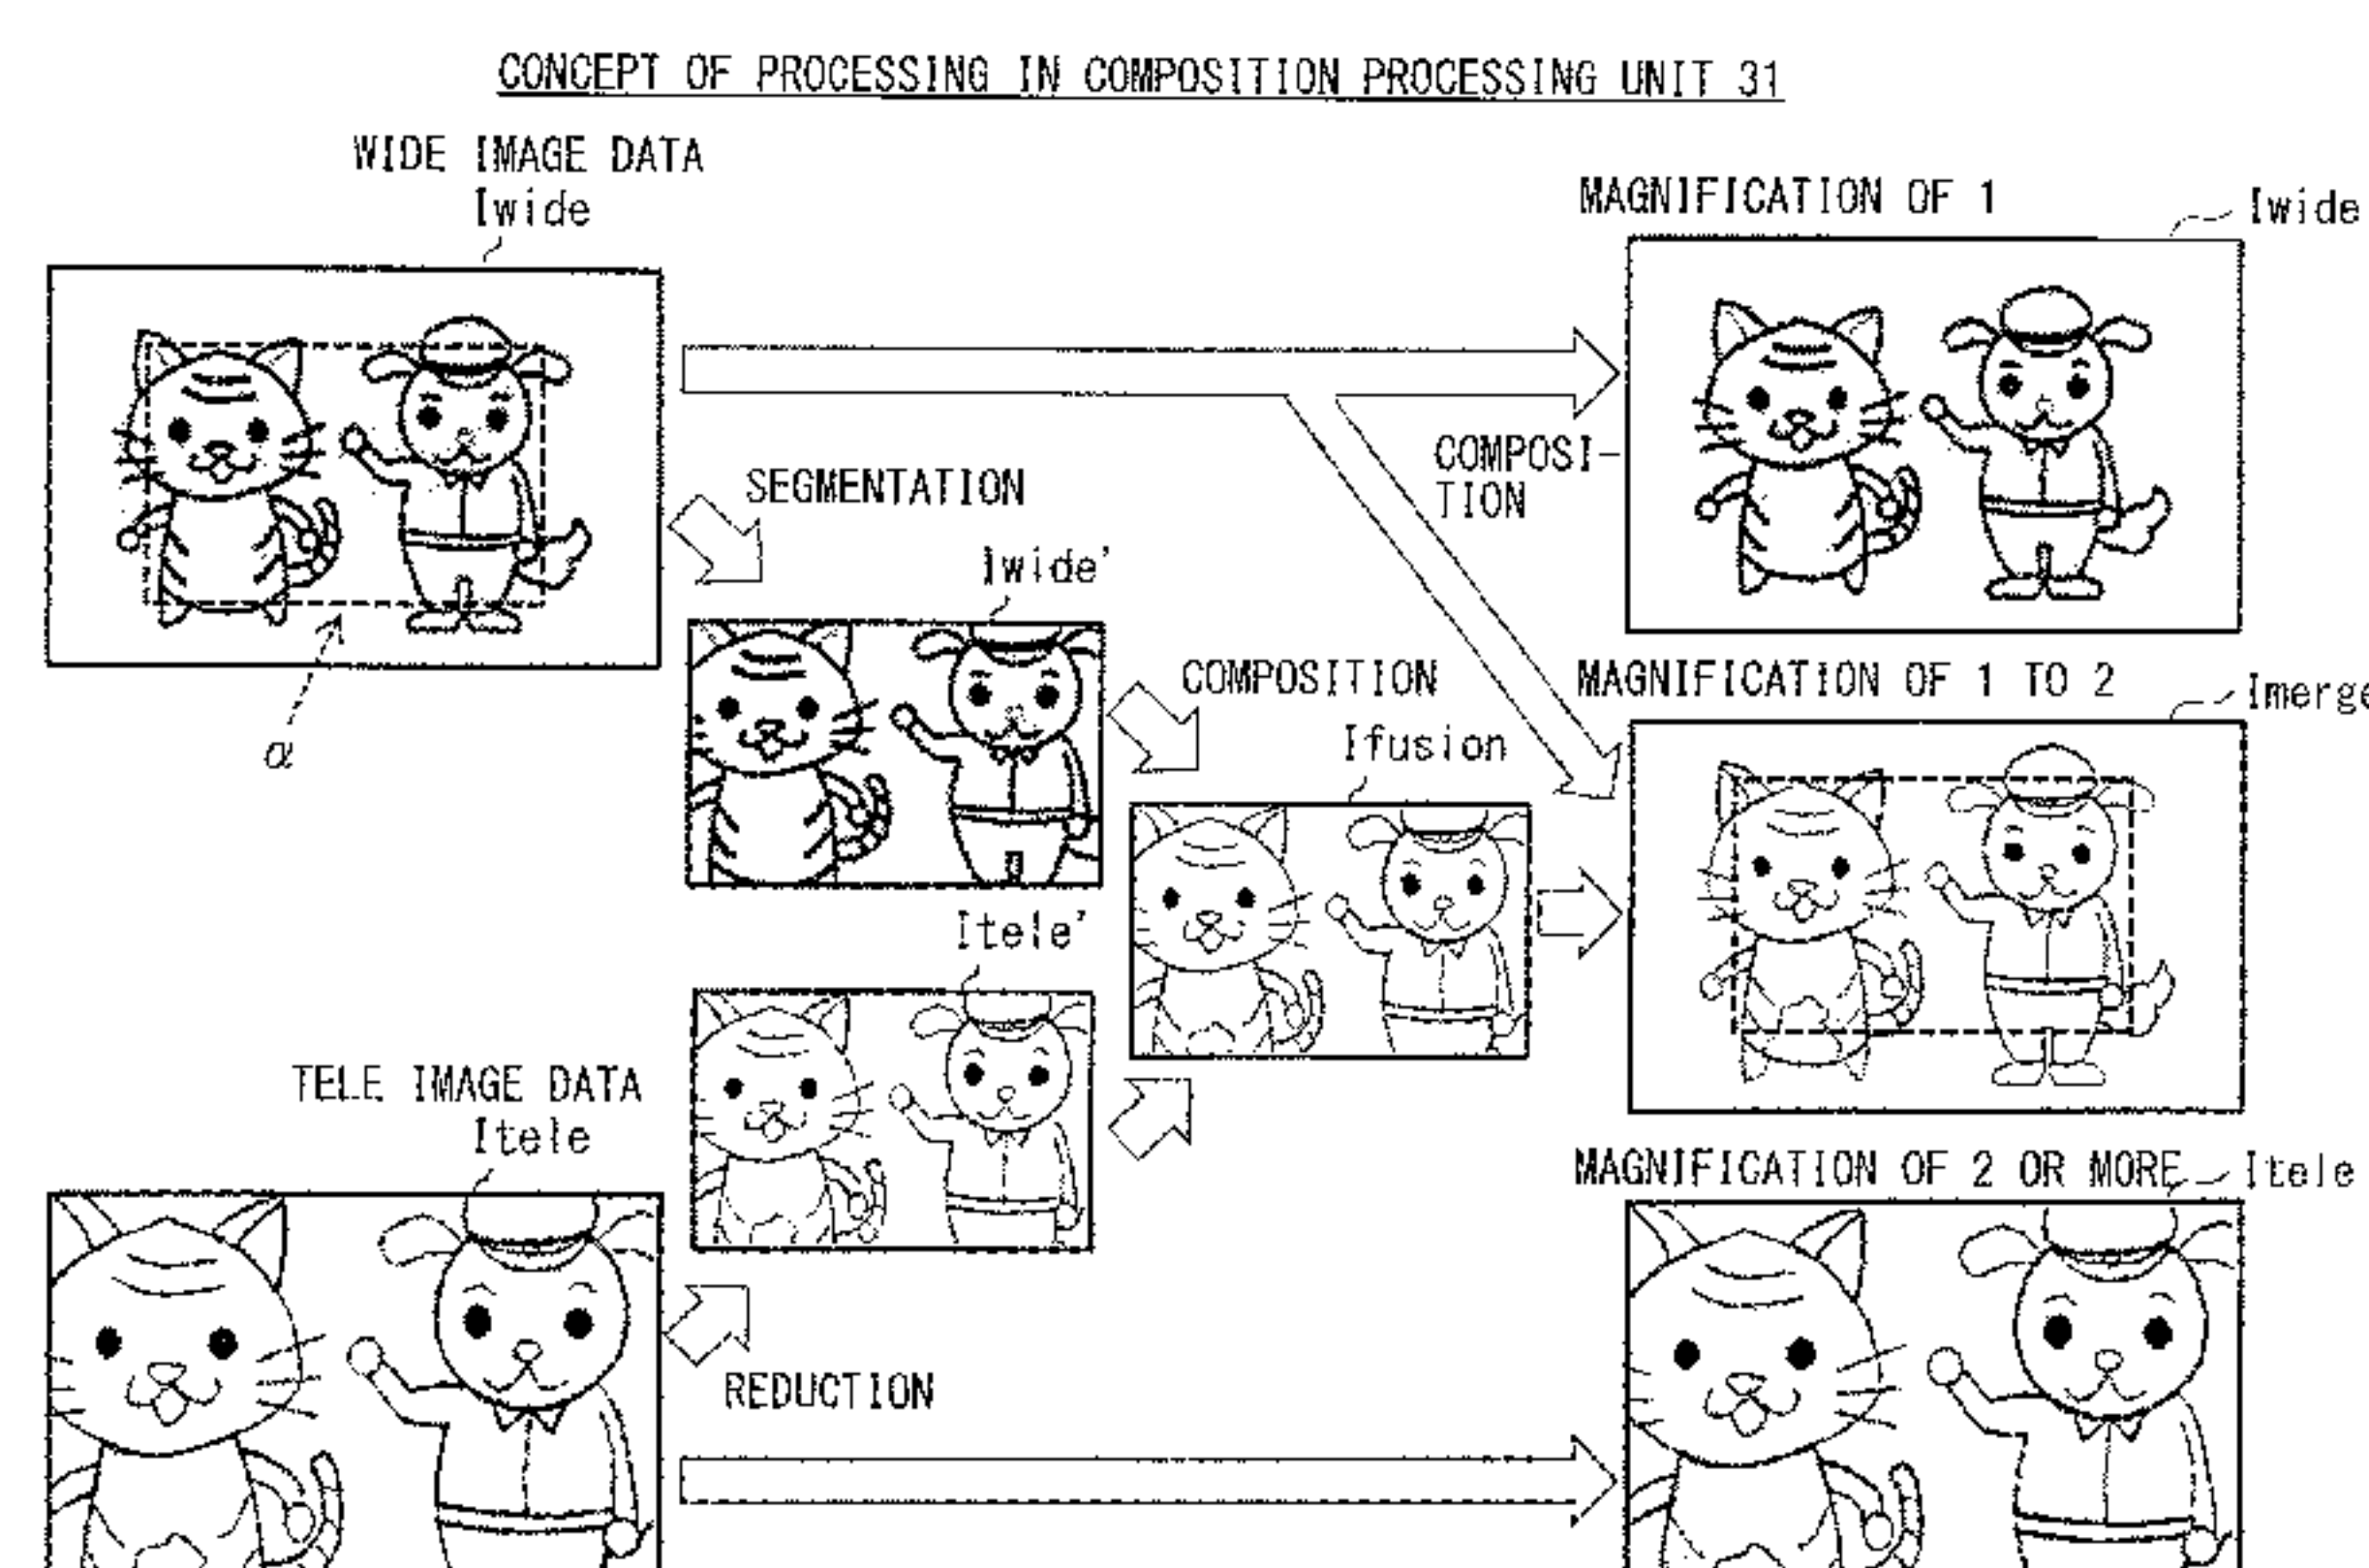 CONCEPT OF PROCESSING IN COMPOSITION PROCESSING UNIT 31
WIDE IMAGE DATA
Iwide
MAGNIFICATION OF 1
Iwide
SEGMENTATION
COMPOSI-
TION
Iwide'
α
COMPOSITION
MAGNIFICATION OF 1 TO 2
Imerge
Ifusion
Itele'
TELE IMAGE DATA
Itele
MAGNIFICATION OF 2 OR MORE
Itele
REDUCTION